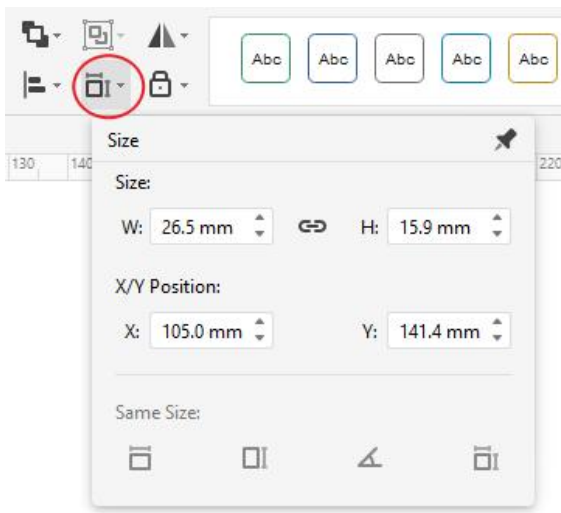 Abc Abc Abc Abc Abc
Size
130 140 220
Size:
W: 26.5 mm H: 15.9 mm
X/Y Position:
X: 105.0 mm Y: 141.4 mm
Same Size: